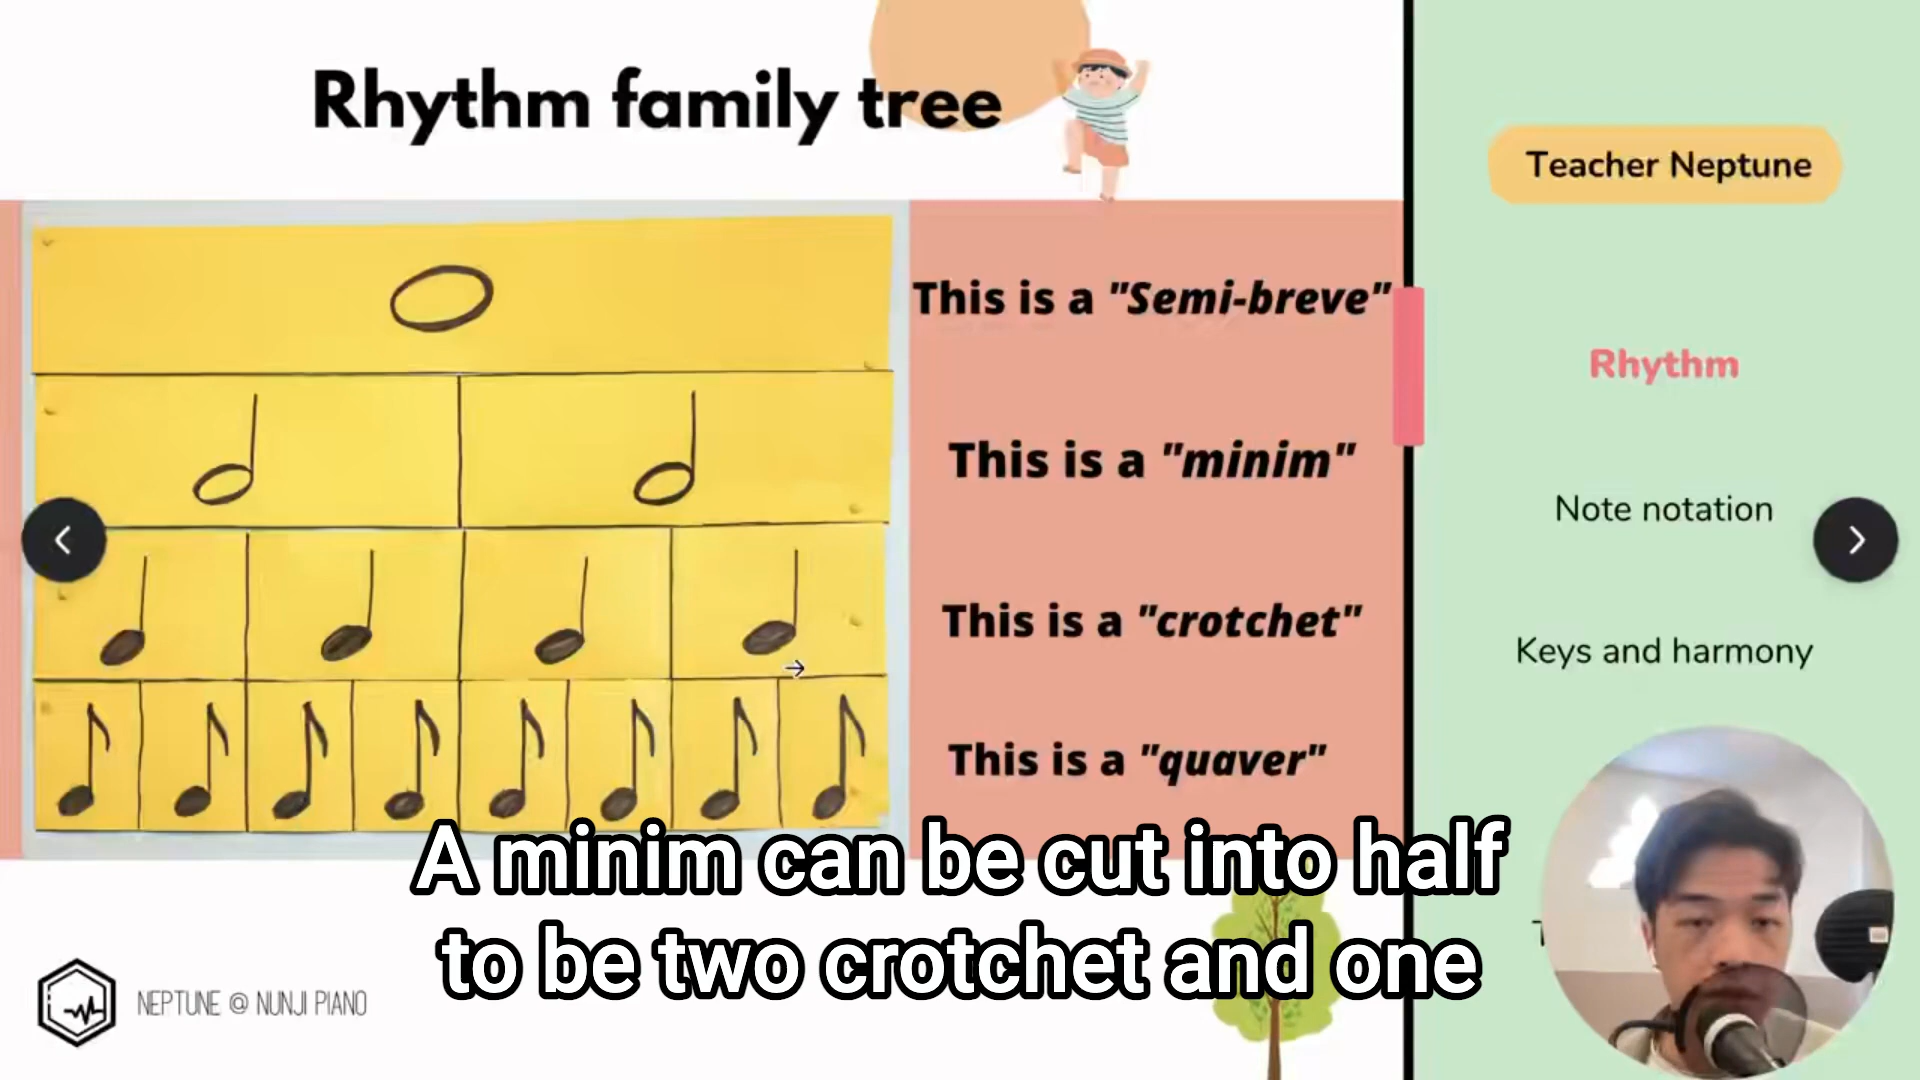 Rhythm family tree
Teacher Neptune
This is a "Semi-breve"
Rhythm
This is a "minim"
Note notation
This is a "crotchet"
Keys and harmony
This is a "quaver"
A minim can be cut into half
to be two crotchet and one
NEPTUNE @ NUNJI PIANO